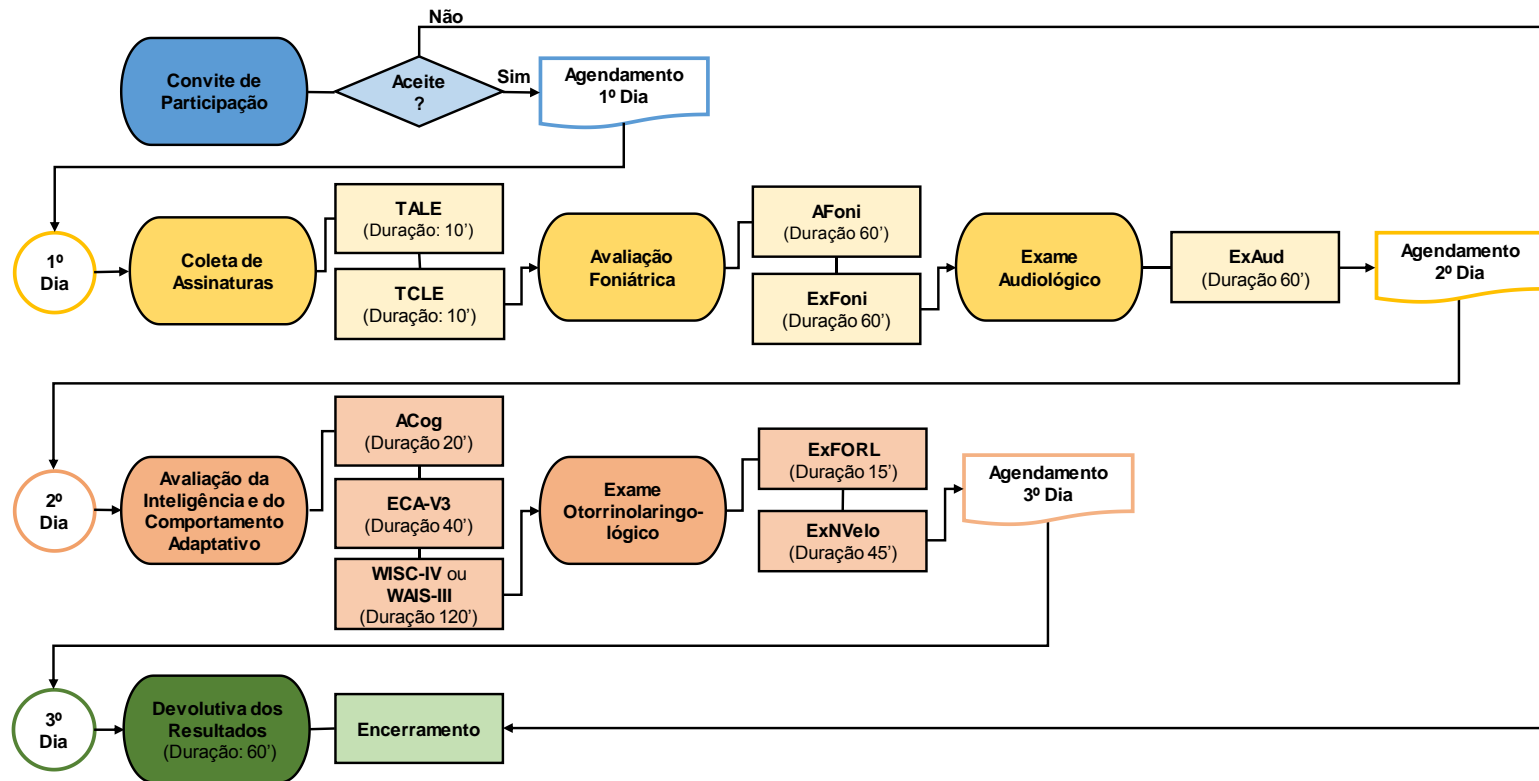 Não
Convite de
Participação
Aceite
?
Sim
Agendamento
1º Dia
1º
Dia
Coleta de
Assinaturas
TALE
(Duração: 10’)
TCLE
(Duração: 10’)
Avaliação
Foniátrica
AFoni
(Duração 60’)
ExFoni
(Duração 60’)
Exame
Audiológico
ExAud
(Duração 60’)
Agendamento
2º Dia
2º
Dia
Avaliação da
Inteligência e do
Comportamento
Adaptativo
ACog
(Duração 20’)
ECA-V3
(Duração 40’)
WISC-IV ou
WAIS-III
(Duração 120’)
Exame
Otorrinolaringo-
lógico
ExFORL
(Duração 15’)
ExNVelo
(Duração 45’)
Agendamento
3º Dia
3º
Dia
Devolutiva dos
Resultados
(Duração: 60’)
Encerramento